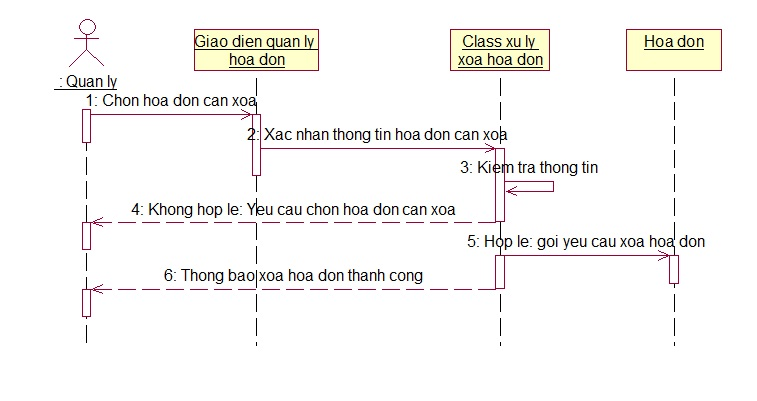 Giao dien quan ly
hoa don
Class xu ly
xoa hoa don
Hoa don
: Quan ly
1: Chon hoa don can xoa
2: Xac nhan thong tin hoa don can xoa
3: Kiem tra thong tin
4: Khong hop le: Yeu cau chon hoa don can xoa
5: Hop le: goi yeu cau xoa hoa don
6: Thong bao xoa hoa don thanh cong